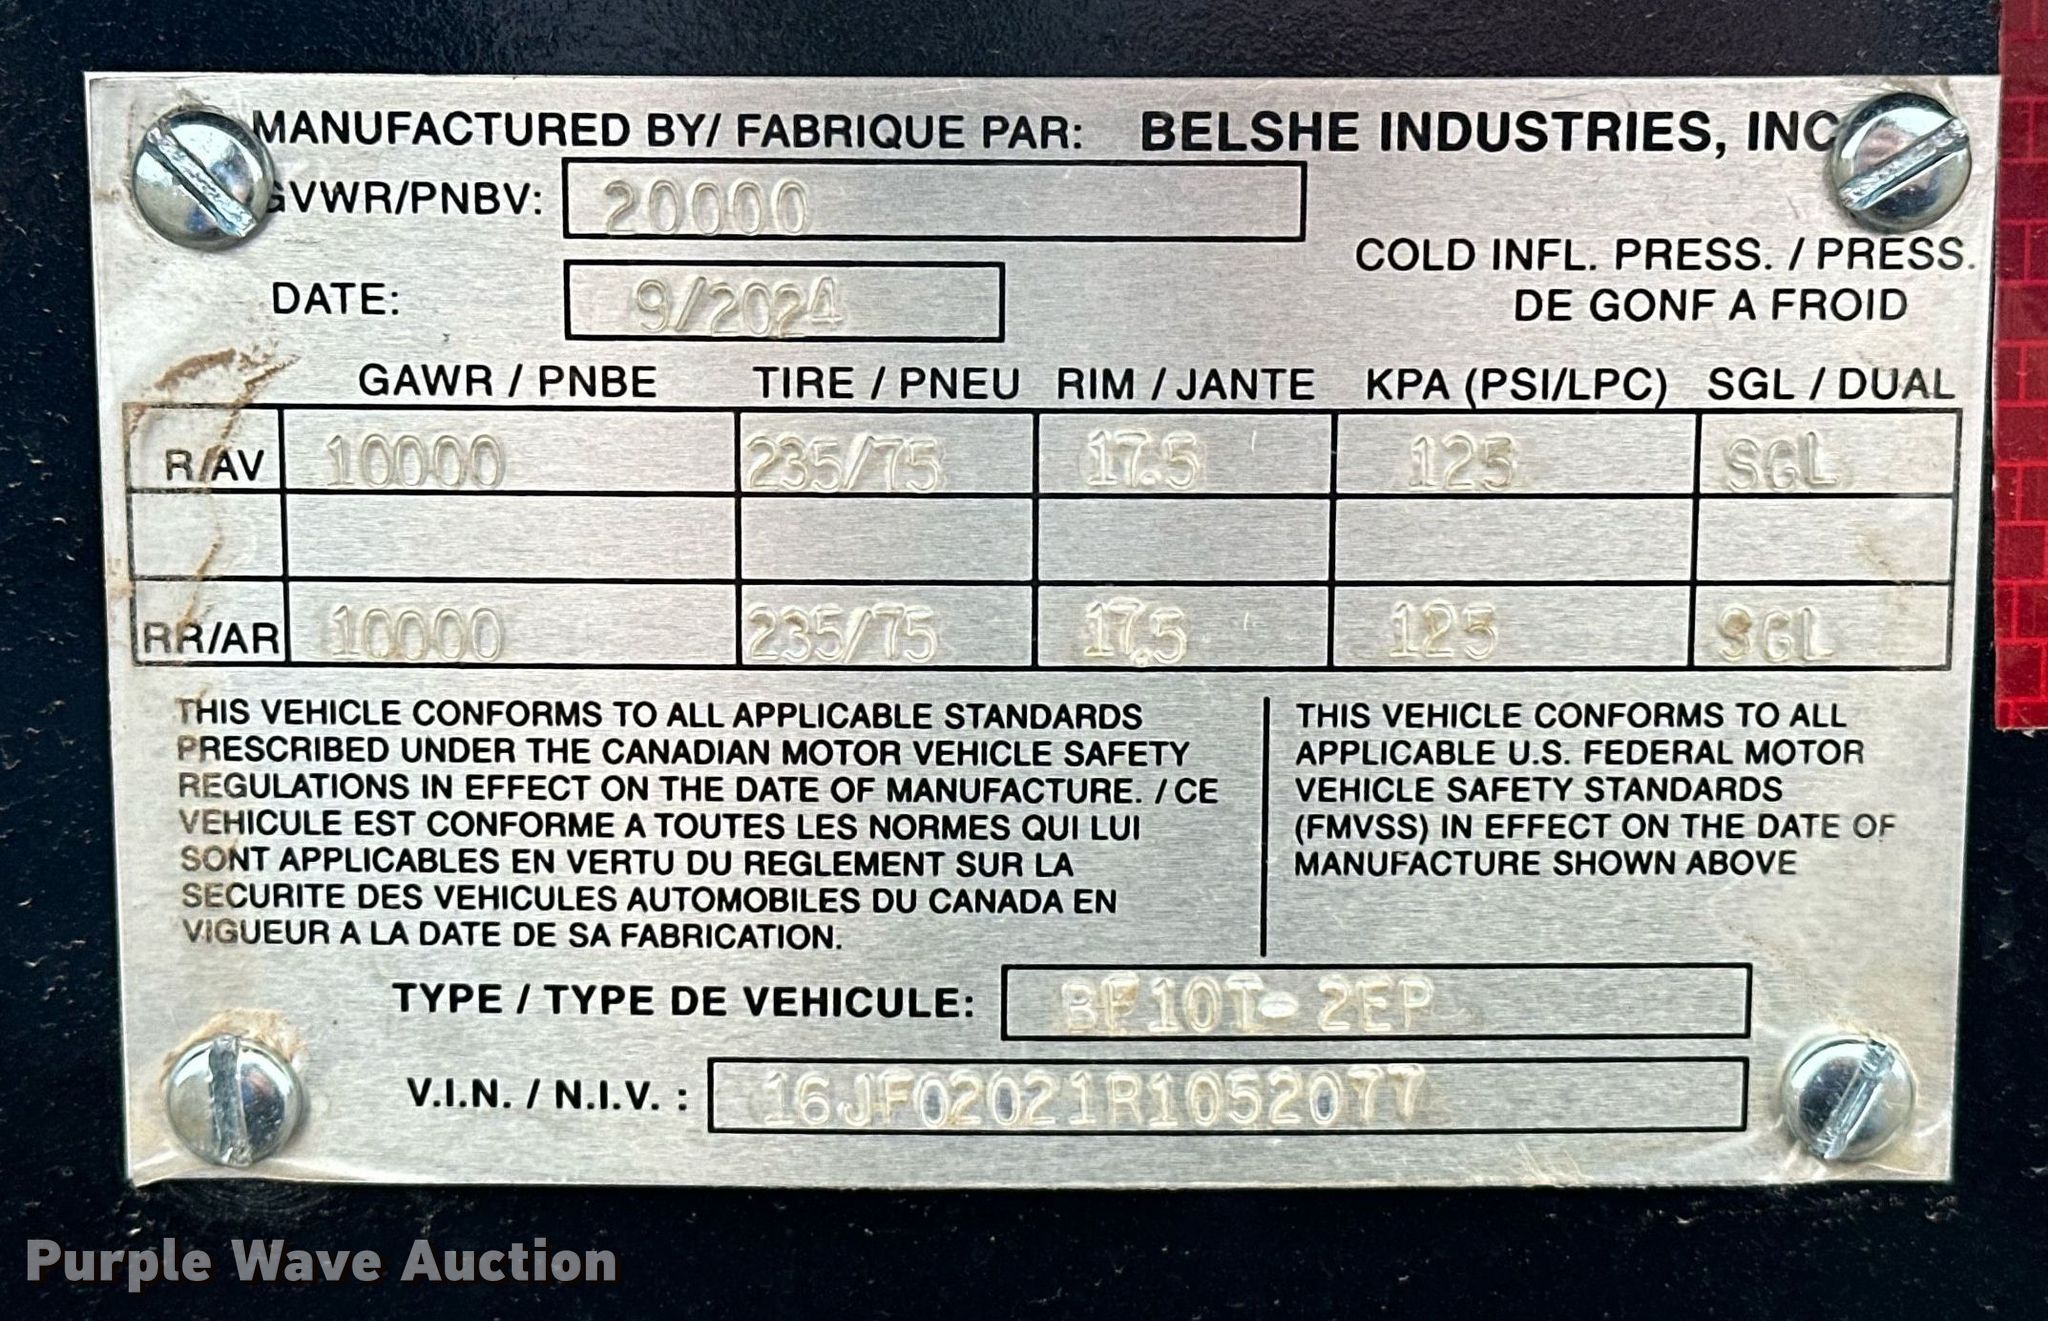 MANUFACTURED BY/ FABRIQUE PAR: BELSHE INDUSTRIES, INC
GVWR/PNBV: 20000
COLD INFL. PRESS. / PRESS.
DE GONF A FROID
DATE: 9/2024
GAWR / PNBE TIRE / PNEU RIM / JANTE KPA (PSI/LPC) SGL / DUAL
R/AV 10000 235/75 17.5 125 SGL
RR/AR 10000 235/75 17.5 125 SGL
THIS VEHICLE CONFORMS TO ALL APPLICABLE STANDARDS
PRESCRIBED UNDER THE CANADIAN MOTOR VEHICLE SAFETY
REGULATIONS IN EFFECT ON THE DATE OF MANUFACTURE. / CE
VEHICULE EST CONFORME A TOUTES LES NORMES QUI LUI
SONT APPLICABLES EN VERTU DU REGLEMENT SUR LA
SECURITE DES VEHICULES AUTOMOBILES DU CANADA EN
VIGUEUR A LA DATE DE SA FABRICATION.
THIS VEHICLE CONFORMS TO ALL
APPLICABLE U.S. FEDERAL MOTOR
VEHICLE SAFETY STANDARDS
(FMVSS) IN EFFECT ON THE DATE OF
MANUFACTURE SHOWN ABOVE
TYPE / TYPE DE VEHICULE: BF10T-2EP
V.I.N. / N.I.V. : 16JF02021R1052077
Purple Wave Auction